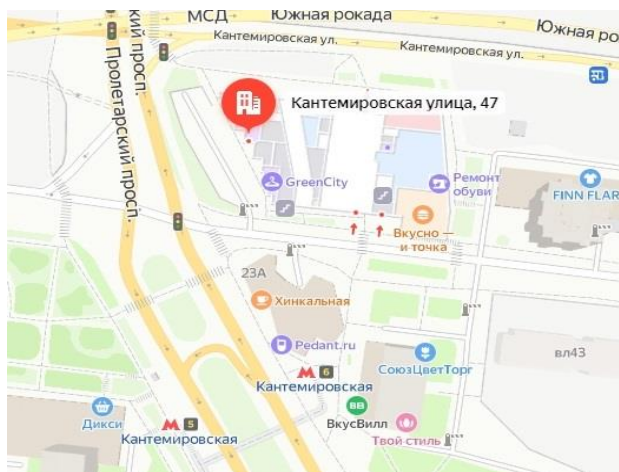 МСД
Южная рокада
Южная ро
Кантемировская ул.
Кантемировская ул.
кий просп.
Пролетарский просп.
Кантемировская улица, 47
GreenCity
Ремонт
обуви
FINN FLAR
Вкусно —
и точка
23А
Хинкальная
Pedant.ru
вл43
СоюзЦветТорг
6
Кантемировская
ВВ
ВкусВилл
Дикси
5
Кантемировская
Твой стиль